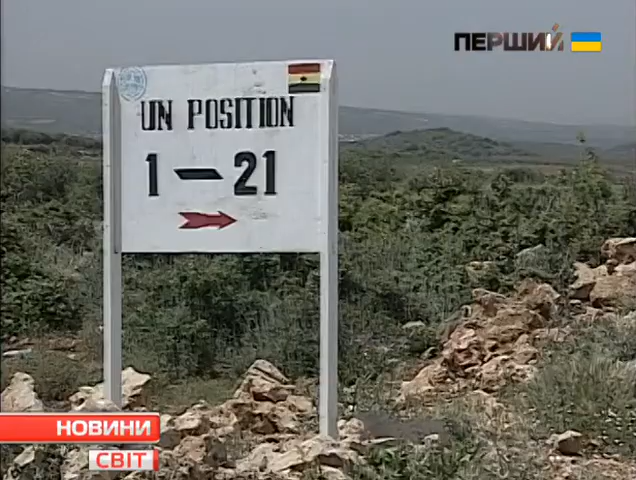 ПЕРШИЙ
UN POSITION
1 — 21
НОВИНИ
СВІТ